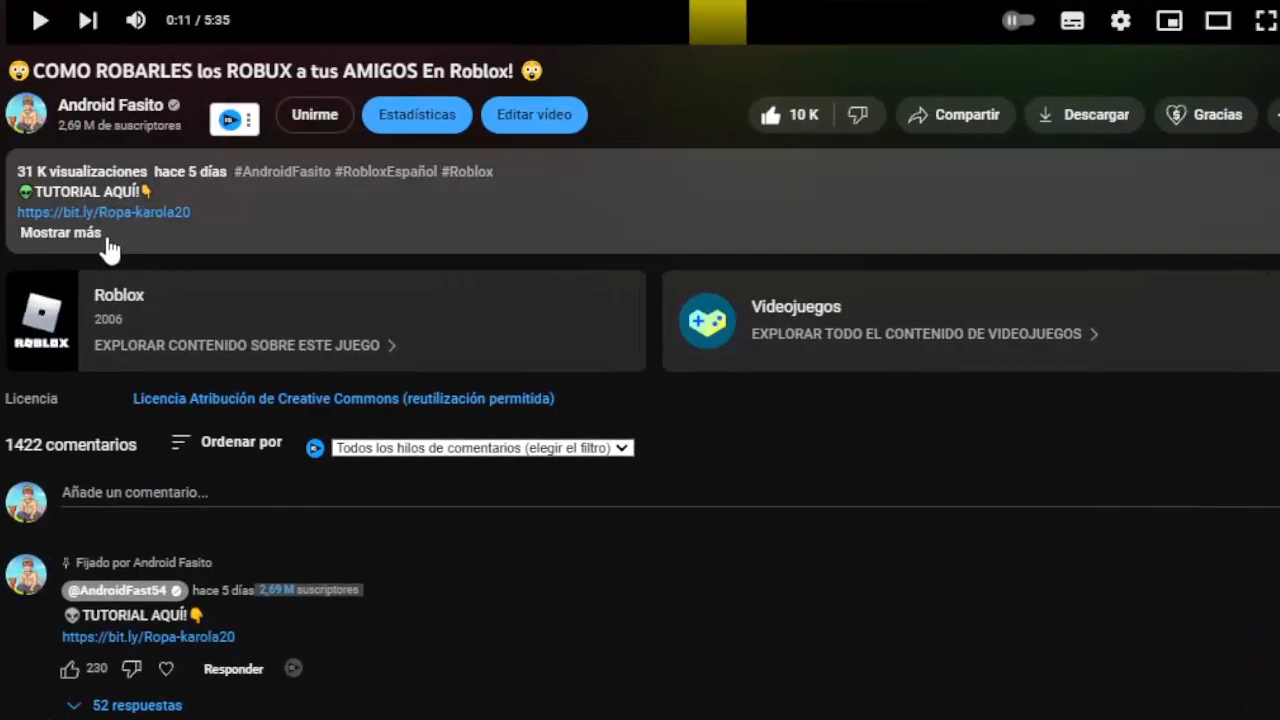 0:11 / 5:35
😲COMO ROBARLES los ROBUX a tus AMIGOS En Roblox! 😲
Android Fasito
2,69 M de suscriptores
Unirme
Estadísticas
Editar vídeo
10 K
Compartir
Descargar
Gracias
31 K visualizaciones hace 5 días #AndroidFasito #RobloxEspañol #Roblox
👽TUTORIAL AQUÍ!👇
https://bit.ly/Ropa-karola20
Mostrar más
ROBLOX
Roblox
2006
EXPLORAR CONTENIDO SOBRE ESTE JUEGO
Videojuegos
EXPLORAR TODO EL CONTENIDO DE VIDEOJUEGOS
Licencia
Licencia Atribución de Creative Commons (reutilización permitida)
1422 comentarios
Ordenar por
Todos los hilos de comentarios (elegir el filtro)
Añade un comentario...
Fijado por Android Fasito
@AndroidFast54 hace 5 días 2,69 M suscriptores
👽TUTORIAL AQUÍ!👇
https://bit.ly/Ropa-karola20
230
Responder
52 respuestas